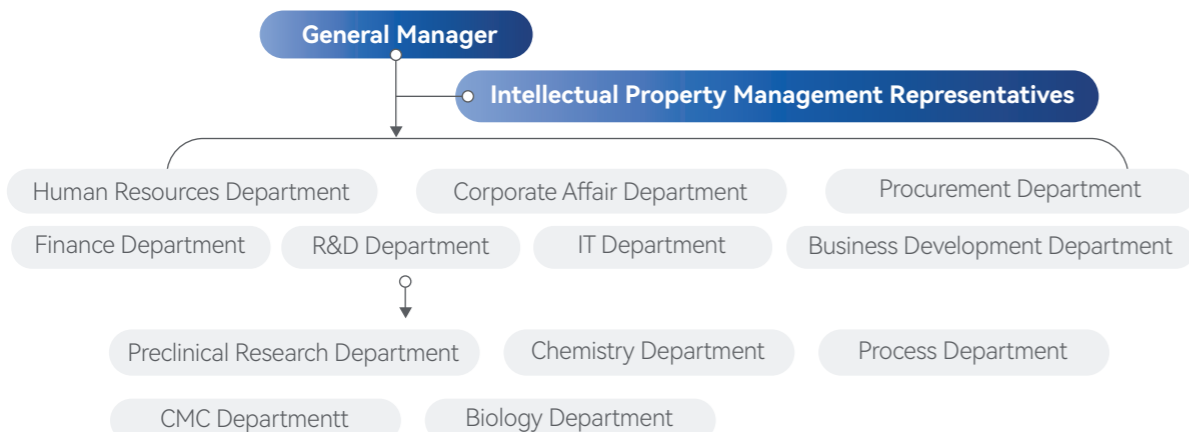 General Manager
Intellectual Property Management Representatives
Human Resources Department
Corporate Affair Department
Procurement Department
Finance Department
R&D Department
IT Department
Business Development Department
Preclinical Research Department
Chemistry Department
Process Department
CMC Departmentt
Biology Department